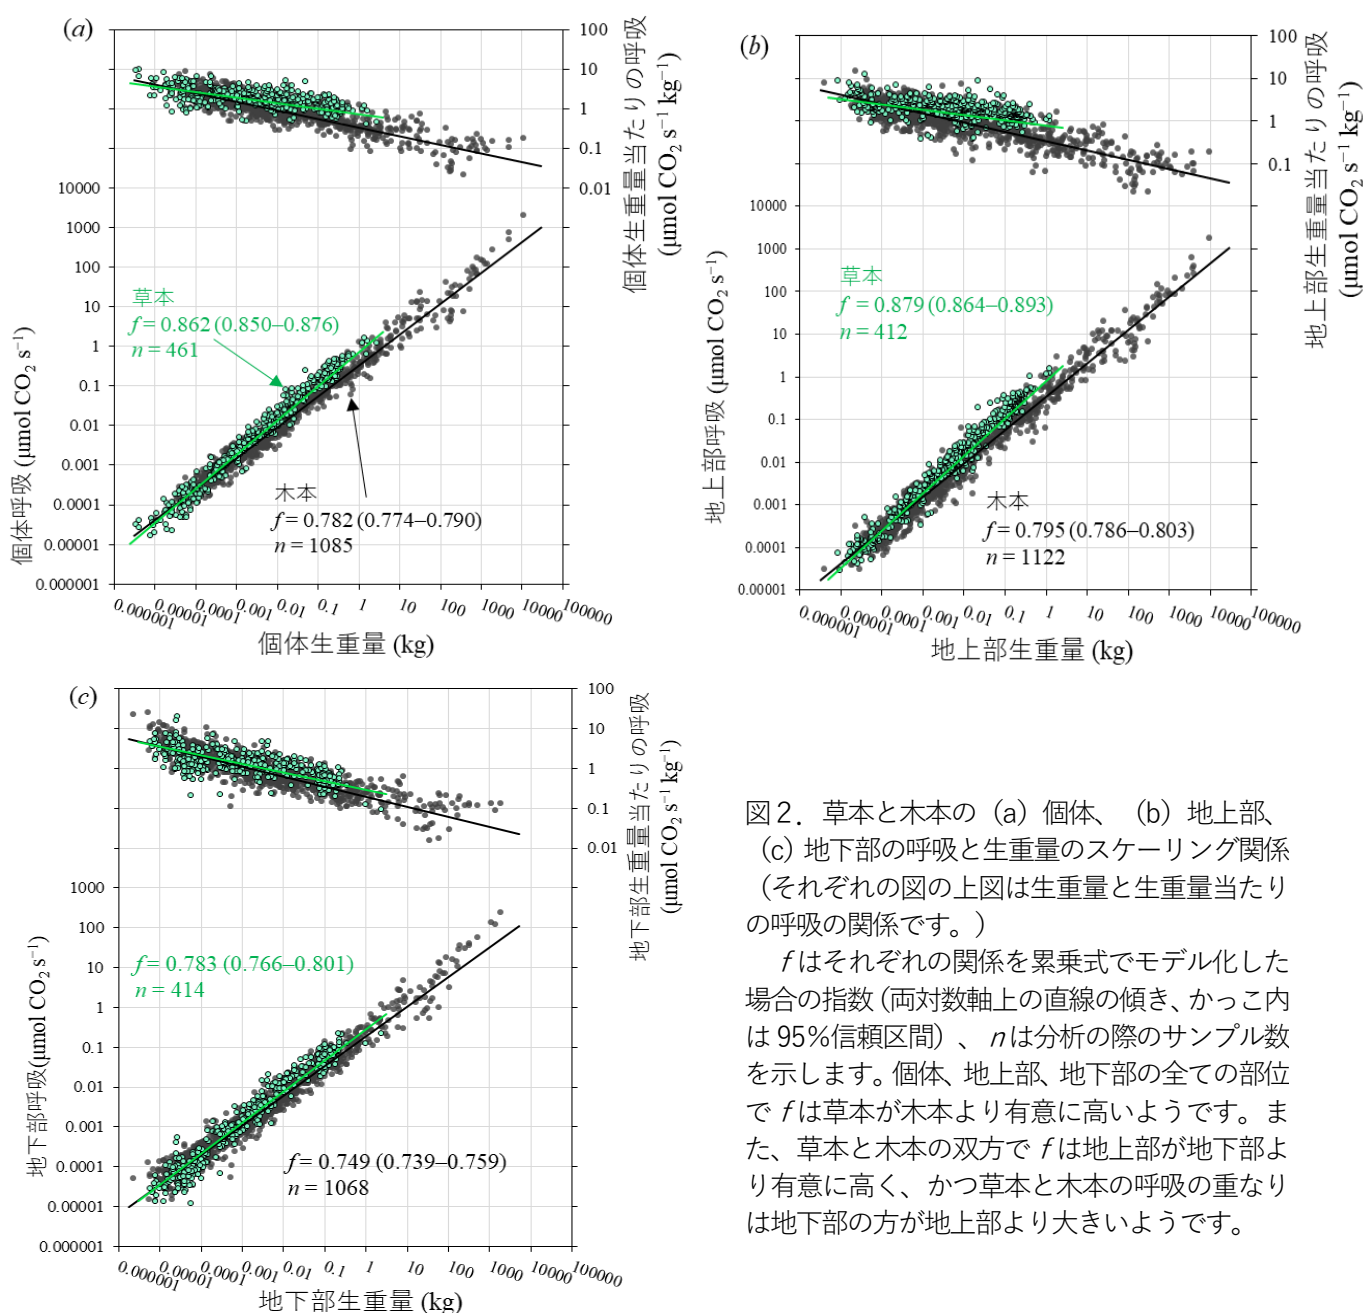 (a)
100
10
1
0.1
0.01
個体生重量当たりの呼吸
(μmol CO₂ s⁻¹ kg⁻¹)
10000
1000
100
10
1
0.1
0.01
0.001
0.0001
0.00001
0.000001
個体呼吸 (μmol CO₂ s⁻¹)
草本
f = 0.862 (0.850–0.876)
n = 461
木本
f = 0.782 (0.774–0.790)
n = 1085
0.000001
0.00001
0.0001
0.001
0.01
0.1
1
10
100
1000
10000
100000
個体生重量 (kg)
(b)
100
10
1
0.1
地上部生重量当たりの呼吸
(μmol CO₂ s⁻¹ kg⁻¹)
10000
1000
100
10
1
0.1
0.01
0.001
0.0001
0.00001
地上部呼吸 (μmol CO₂ s⁻¹)
草本
f = 0.879 (0.864–0.893)
n = 412
木本
f = 0.795 (0.786–0.803)
n = 1122
0.000001
0.00001
0.0001
0.001
0.01
0.1
1
10
100
1000
10000
100000
地上部生重量 (kg)
(c)
100
10
1
0.1
0.01
地下部生重量当たりの呼吸
(μmol CO₂ s⁻¹ kg⁻¹)
1000
100
10
1
0.1
0.01
0.001
0.0001
0.00001
0.000001
地下部呼吸(μmol CO₂ s⁻¹)
f = 0.783 (0.766–0.801)
n = 414
f = 0.749 (0.739–0.759)
n = 1068
0.000001
0.00001
0.0001
0.001
0.01
0.1
1
10
100
1000
10000
100000
地下部生重量 (kg)
図2. 草本と木本の (a) 個体、 (b) 地上部、
(c) 地下部の呼吸と生重量のスケーリング関係
(それぞれの図の上図は生重量と生重量当たり
の呼吸の関係です。)
fはそれぞれの関係を累乗式でモデル化した
場合の指数(両対数軸上の直線の傾き、かっこ内
は 95%信頼区間) 、nは分析の際のサンプル数
を示します。個体、地上部、地下部の全ての部位
で f は草本が木本より有意に高いようです。ま
た、草本と木本の双方で f は地上部が地下部よ
り有意に高く、かつ草本と木本の呼吸の重なり
は地下部の方が地上部より大きいようです。